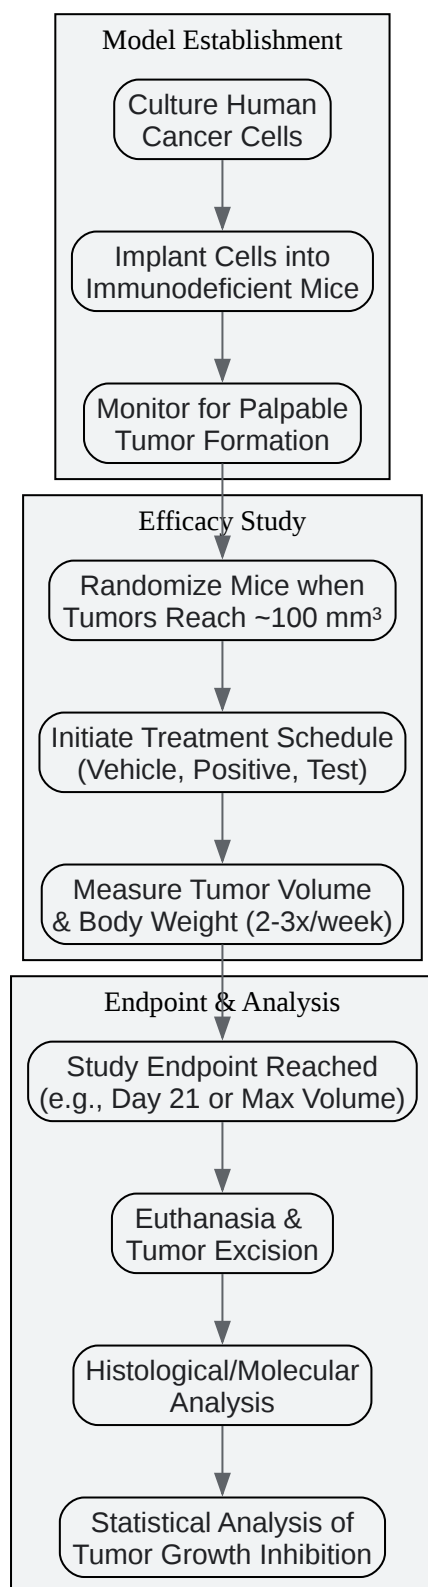 Model Establishment
Culture Human
Cancer Cells
Implant Cells into
Immunodeficient Mice
Monitor for Palpable
Tumor Formation
Efficacy Study
Randomize Mice when
Tumors Reach ~100 mm³
Initiate Treatment Schedule
(Vehicle, Positive, Test)
Measure Tumor Volume
& Body Weight (2-3x/week)
Endpoint & Analysis
Study Endpoint Reached
(e.g., Day 21 or Max Volume)
Euthanasia &
Tumor Excision
Histological/Molecular
Analysis
Statistical Analysis of
Tumor Growth Inhibition